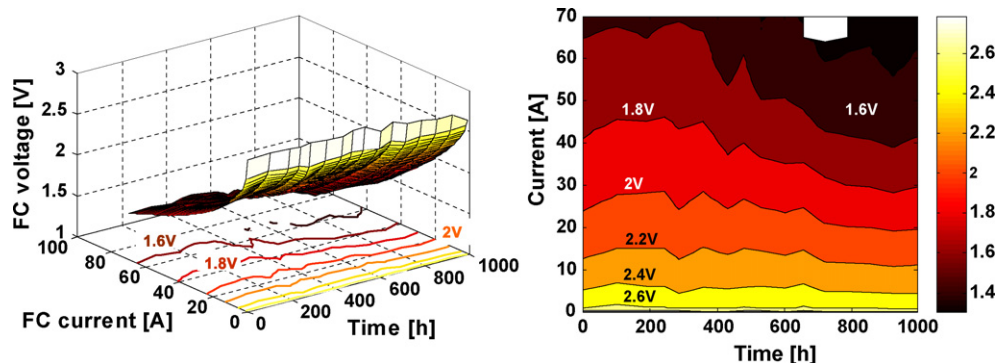 FC voltage [V]
3
2.5
2
1.5
1
100
80
60
40
20
0
FC current [A]
0
200
400
600
800
1000
Time [h]
1.6V
1.8V
2V
Current [A]
70
60
50
40
30
20
10
0
1.8V
1.6V
2V
2.2V
2.4V
2.6V
0
200
400
600
800
1000
Time [h]
2.6
2.4
2.2
2
1.8
1.6
1.4